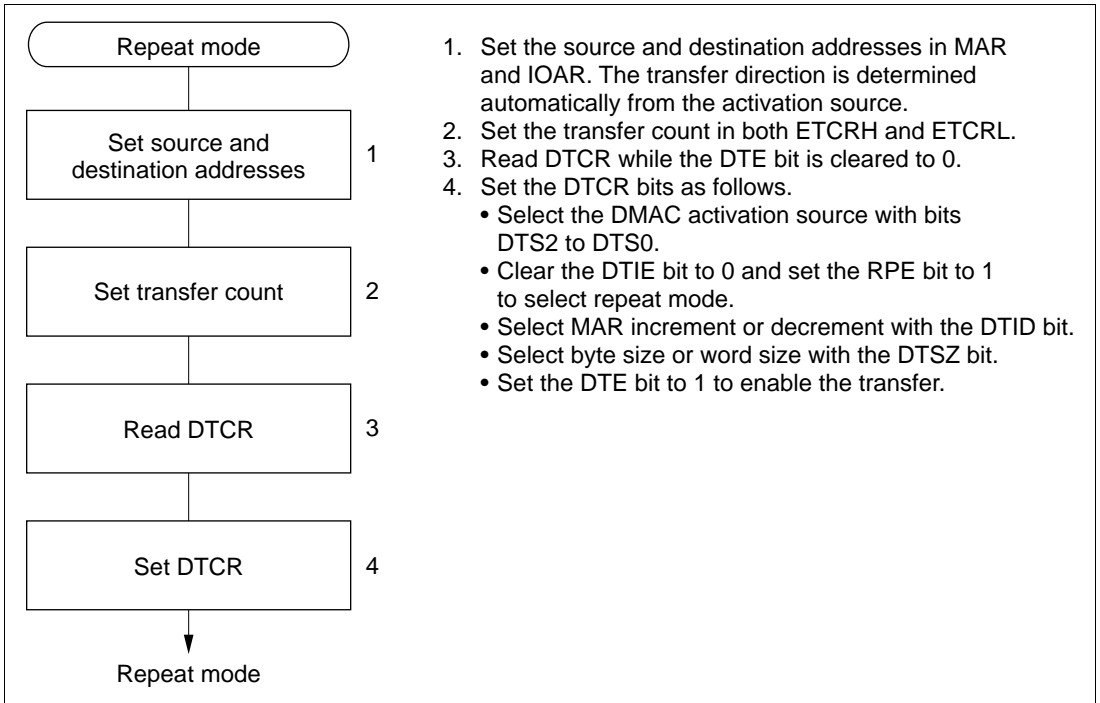 Repeat mode
Set source and
destination addresses
1
Set transfer count
2
Read DTCR
3
Set DTCR
4
Repeat mode
1. Set the source and destination addresses in MAR
and IOAR. The transfer direction is determined
automatically from the activation source.
2. Set the transfer count in both ETCRH and ETCRL.
3. Read DTCR while the DTE bit is cleared to 0.
4. Set the DTCR bits as follows.
• Select the DMAC activation source with bits
DTS2 to DTS0.
• Clear the DTIE bit to 0 and set the RPE bit to 1
to select repeat mode.
• Select MAR increment or decrement with the DTID bit.
• Select byte size or word size with the DTSZ bit.
• Set the DTE bit to 1 to enable the transfer.